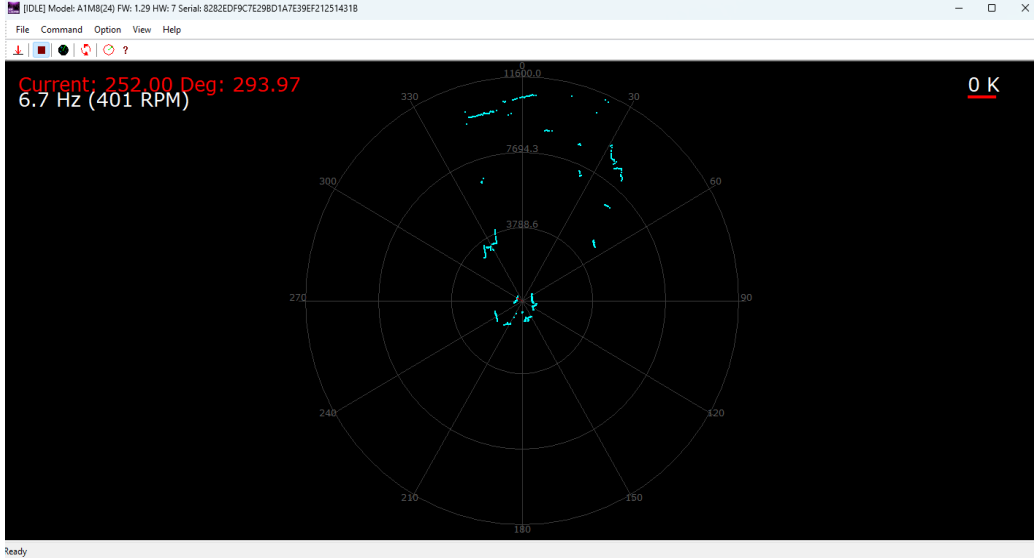 [IDLE] Model: A1M8(24) FW: 1.29 HW: 7 Serial: 8282EDF9C7E29BD1A7E39EF212514318
File Command Option View Help
Current: 252.00 Deg: 293.97
6.7 Hz (401 RPM)
0 K
0
11600.0
330
30
7694.3
300
60
3788.6
270
90
240
120
210
150
180
Ready